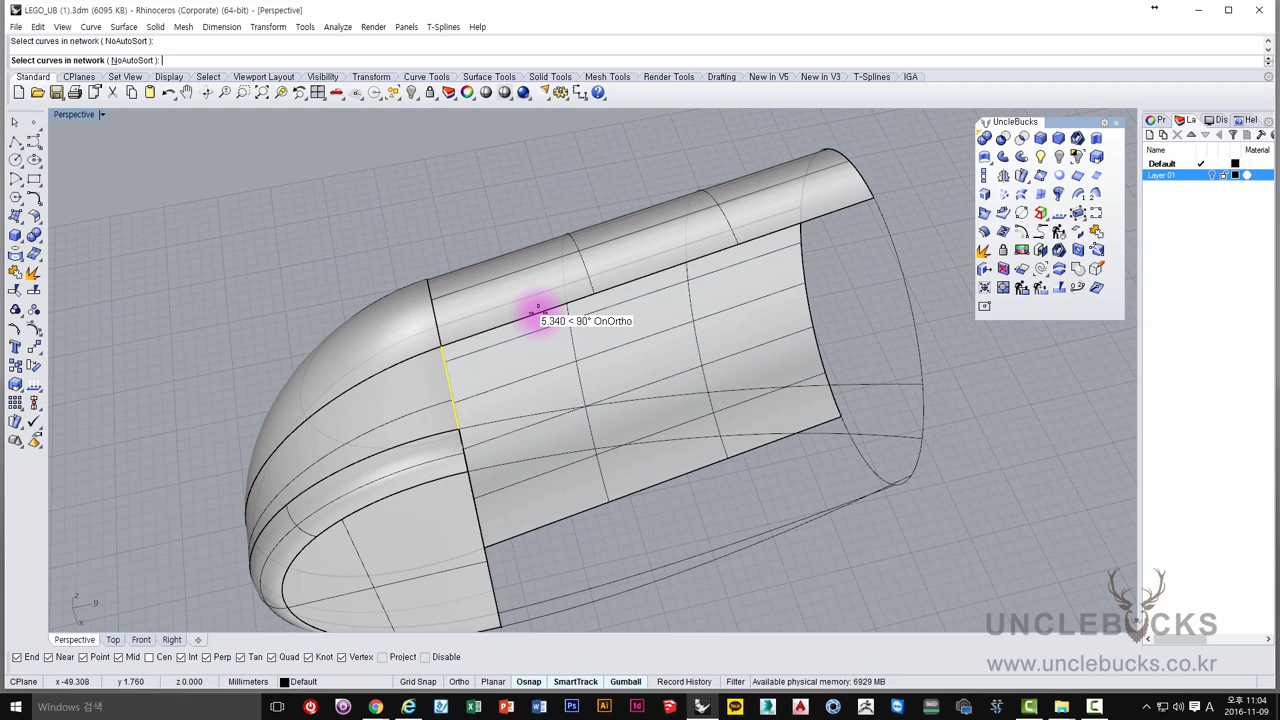 LEGO_UB (1).3dm (6095 KB) - Rhinoceros (Corporate) (64-bit) - [Perspective]
File Edit View Curve Surface Solid Mesh Dimension Transform Tools Analyze Render Panels T-Splines Help
Select curves in network ( NoAutoSort ):
Select curves in network ( NoAutoSort ):
Standard CPlanes Set View Display Select Viewport Layout Visibility Transform Curve Tools Surface Tools Solid Tools Mesh Tools Render Tools Drafting New in V5 New in V3 T-Splines IGA
Perspective
UncleBucks
Pr La Dis Hel
Name Material
Default
Layer 01
5.340 < 90° OnOrtho
z
y
x
UNCLEBUCKS
www.unclebucks.co.kr
Perspective Top Front Right
End Near Point Mid Cen Int Perp Tan Quad Knot Vertex Project Disable
CPlane x -49.308 y 1.760 z 0.000 Millimeters Default Grid Snap Ortho Planar Osnap SmartTrack Gumball Record History Filter Available physical memory: 6929 MB
Windows 검색
오후 11:04
2016-11-09